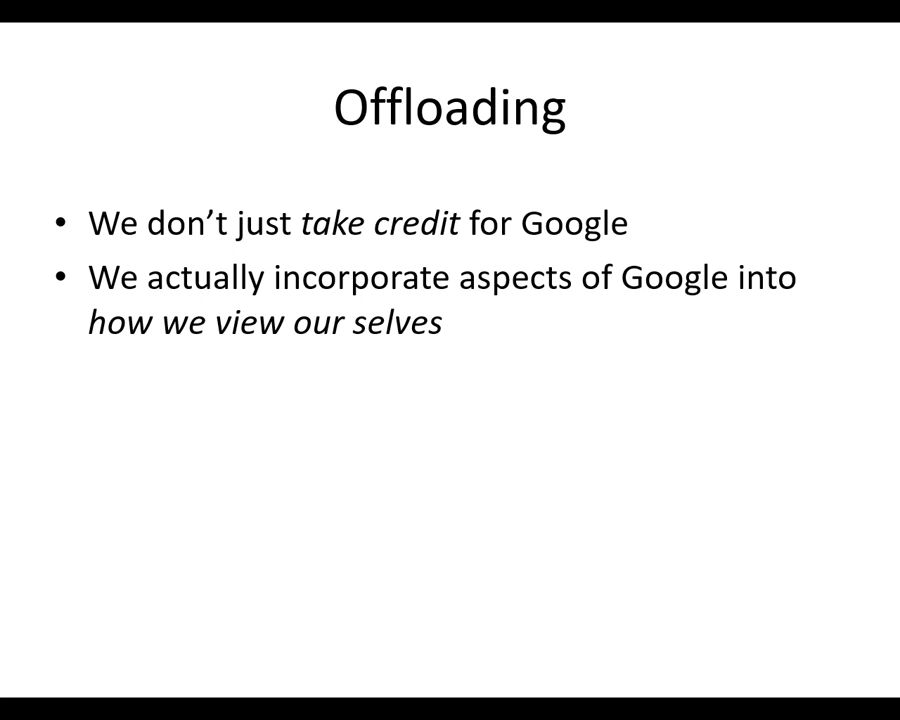 Offloading
• We don’t just take credit for Google
• We actually incorporate aspects of Google into
how we view our selves